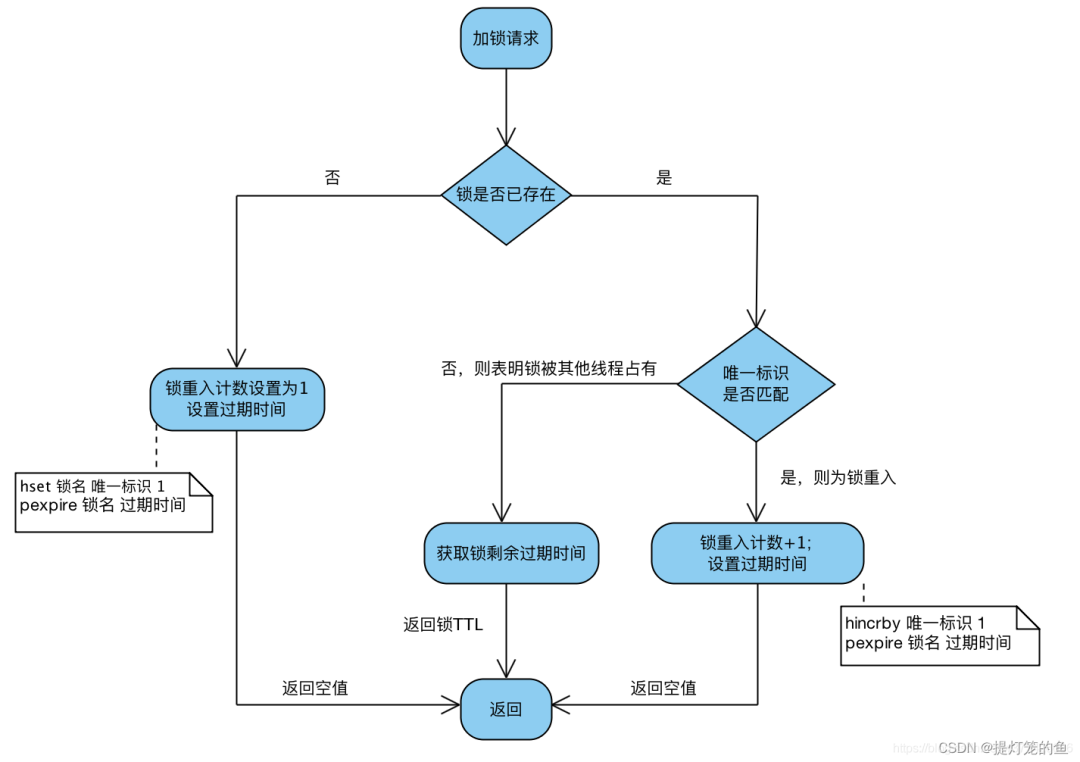 加锁请求
否
是
锁是否已存在
否，则表明锁被其他线程占有
唯一标识
是否匹配
锁重入计数设置为1
设置过期时间
是，则为锁重入
hset 锁名 唯一标识 1
pexpire 锁名 过期时间
获取锁剩余过期时间
锁重入计数+1;
设置过期时间
返回锁TTL
hincrby 唯一标识 1
pexpire 锁名 过期时间
返回空值
返回空值
返回
CSDN @提灯笼的鱼